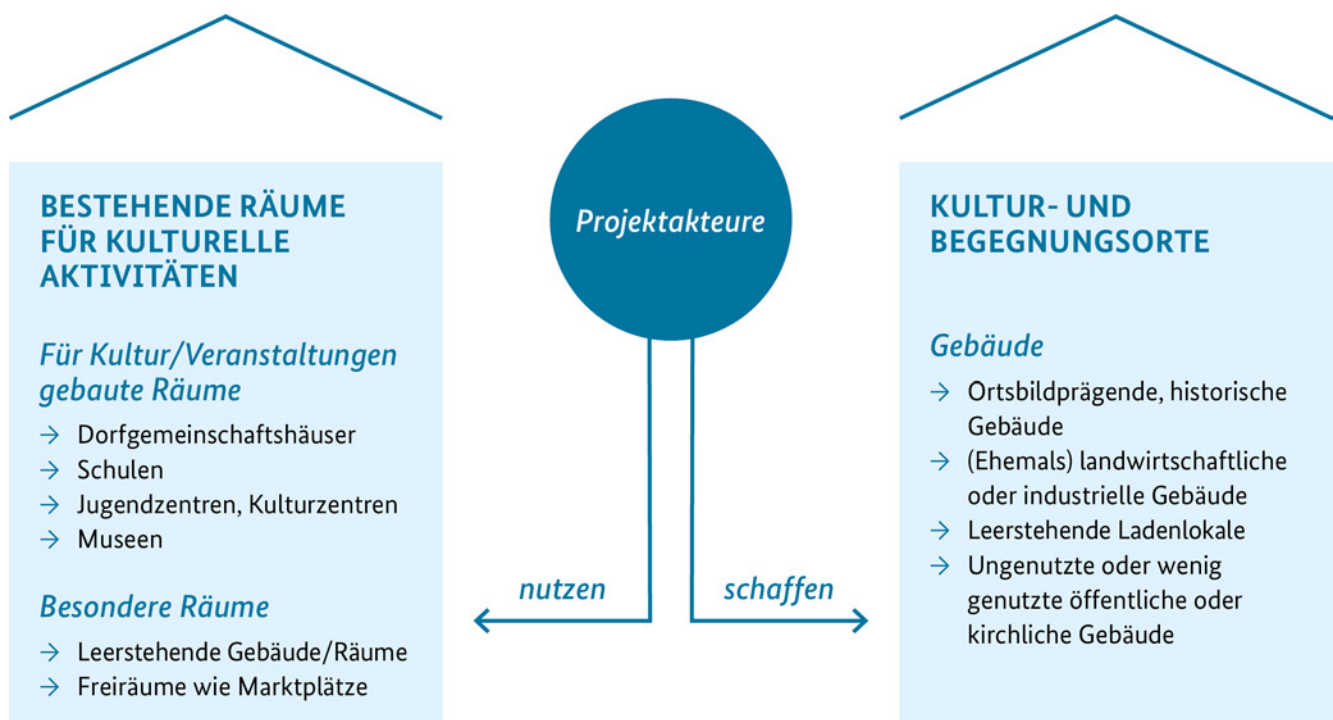 BESTEHENDE RÄUME
FÜR KULTURELLE
AKTIVITÄTEN
Für Kultur/Veranstaltungen
gebaute Räume
→ Dorfgemeinschaftshäuser
→ Schulen
→ Jugendzentren, Kulturzentren
→ Museen
Besondere Räume
→ Leerstehende Gebäude/Räume
→ Freiräume wie Marktplätze
Projektakteure
nutzen
schaffen
KULTUR- UND
BEGEGNUNGSORTE
Gebäude
→ Ortsbildprägende, historische
Gebäude
→ (Ehemals) landwirtschaftliche
oder industrielle Gebäude
→ Leerstehende Ladenlokale
→ Ungenutzte oder wenig
genutzte öffentliche oder
kirchliche Gebäude